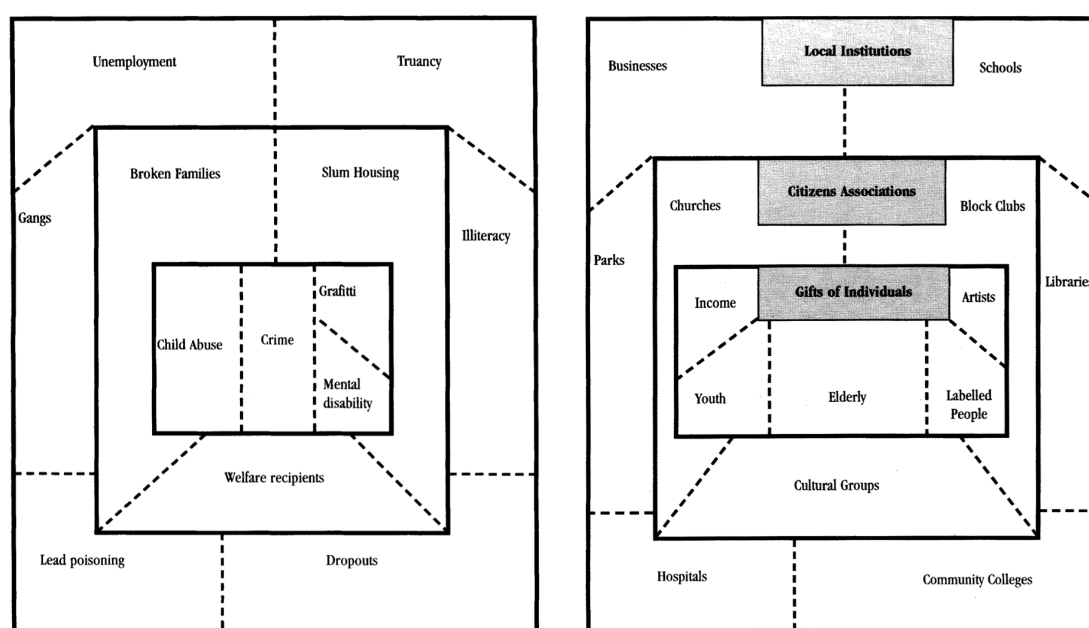 Unemployment
Truancy
Broken Families
Slum Housing
Gangs
Illiteracy
Grafitti
Child Abuse
Crime
Mental
disability
Welfare recipients
Lead poisoning
Dropouts
Local Institutions
Businesses
Schools
Citizens Associations
Churches
Block Clubs
Parks
Libraries
Gifts of Individuals
Income
Artists
Youth
Elderly
Labelled
People
Cultural Groups
Hospitals
Community Colleges